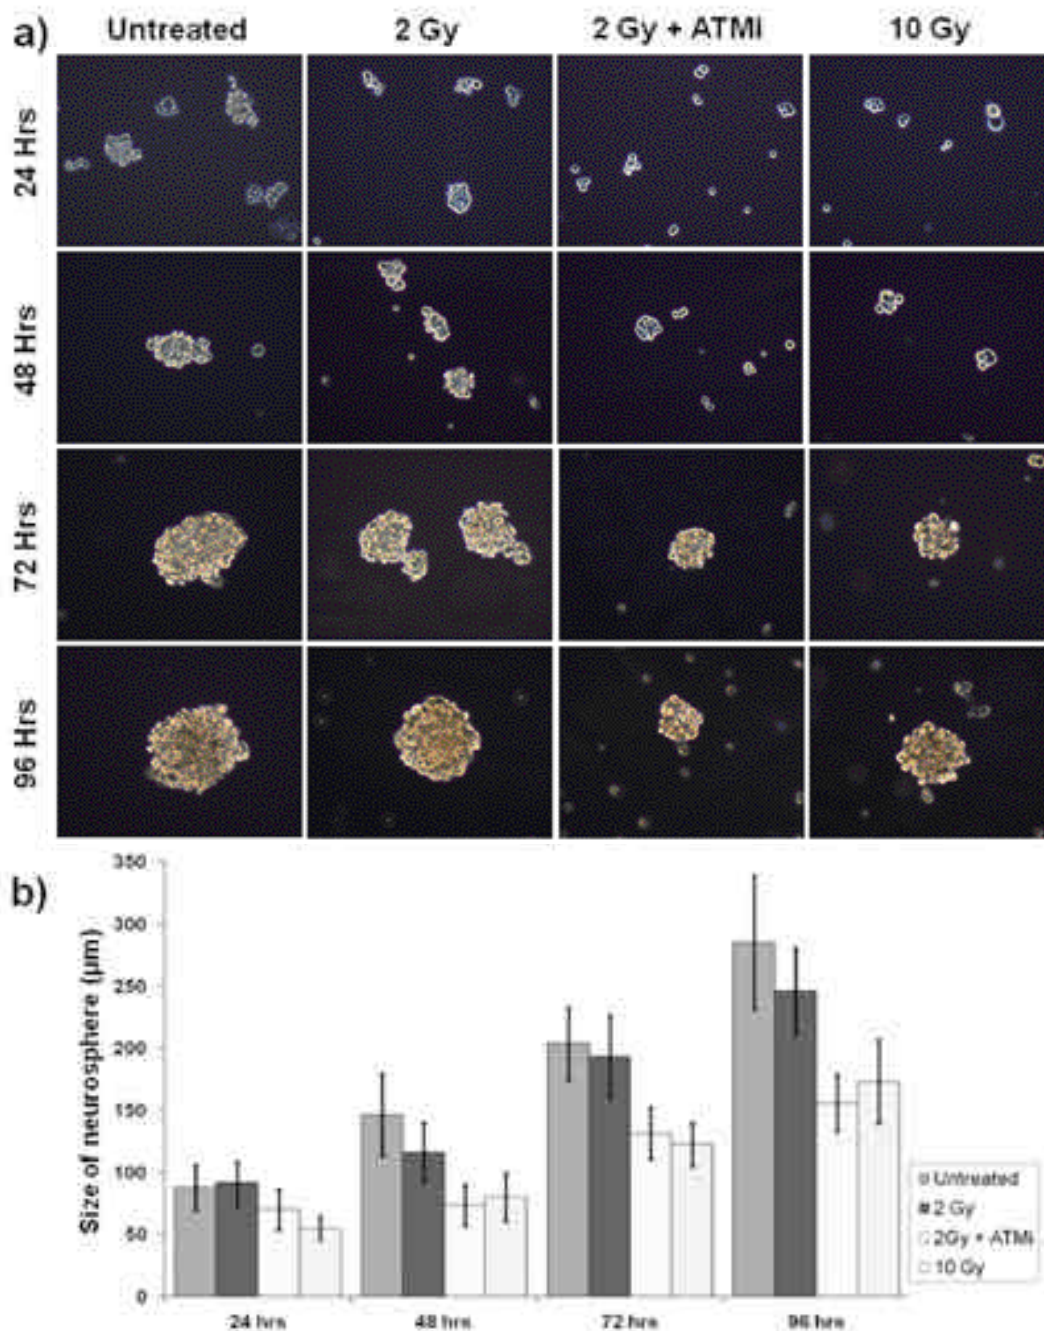 a) Untreated 2 Gy 2 Gy + ATMi 10 Gy
24 Hrs
48 Hrs
72 Hrs
96 Hrs
b)
Size of neurosphere (µm)
350
300
250
200
150
100
50
0
24 hrs 48 hrs 72 hrs 96 hrs
Untreated
2 Gy
2Gy + ATMi
10 Gy